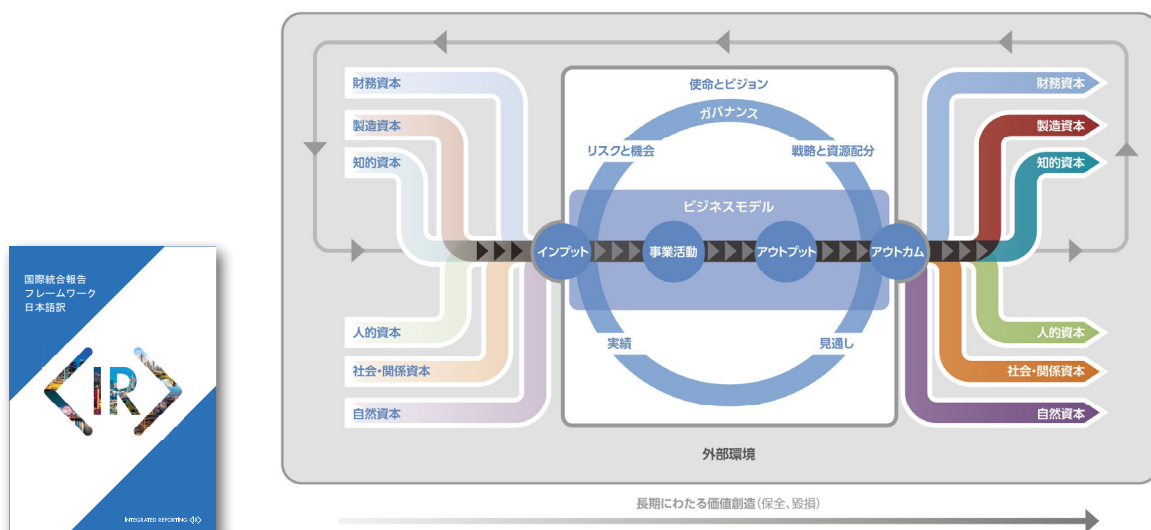 国際統合報告
フレームワーク
日本語訳
<IR>
INTEGRATED REPORTING <IR>
財務資本
製造資本
知的資本
人的資本
社会・関係資本
自然資本
使命とビジョン
ガバナンス
リスクと機会
戦略と資源配分
ビジネスモデル
インプット
事業活動
アウトプット
アウトカム
実績
見通し
財務資本
製造資本
知的資本
人的資本
社会・関係資本
自然資本
外部環境
長期にわたる価値創造(保全、毀損)